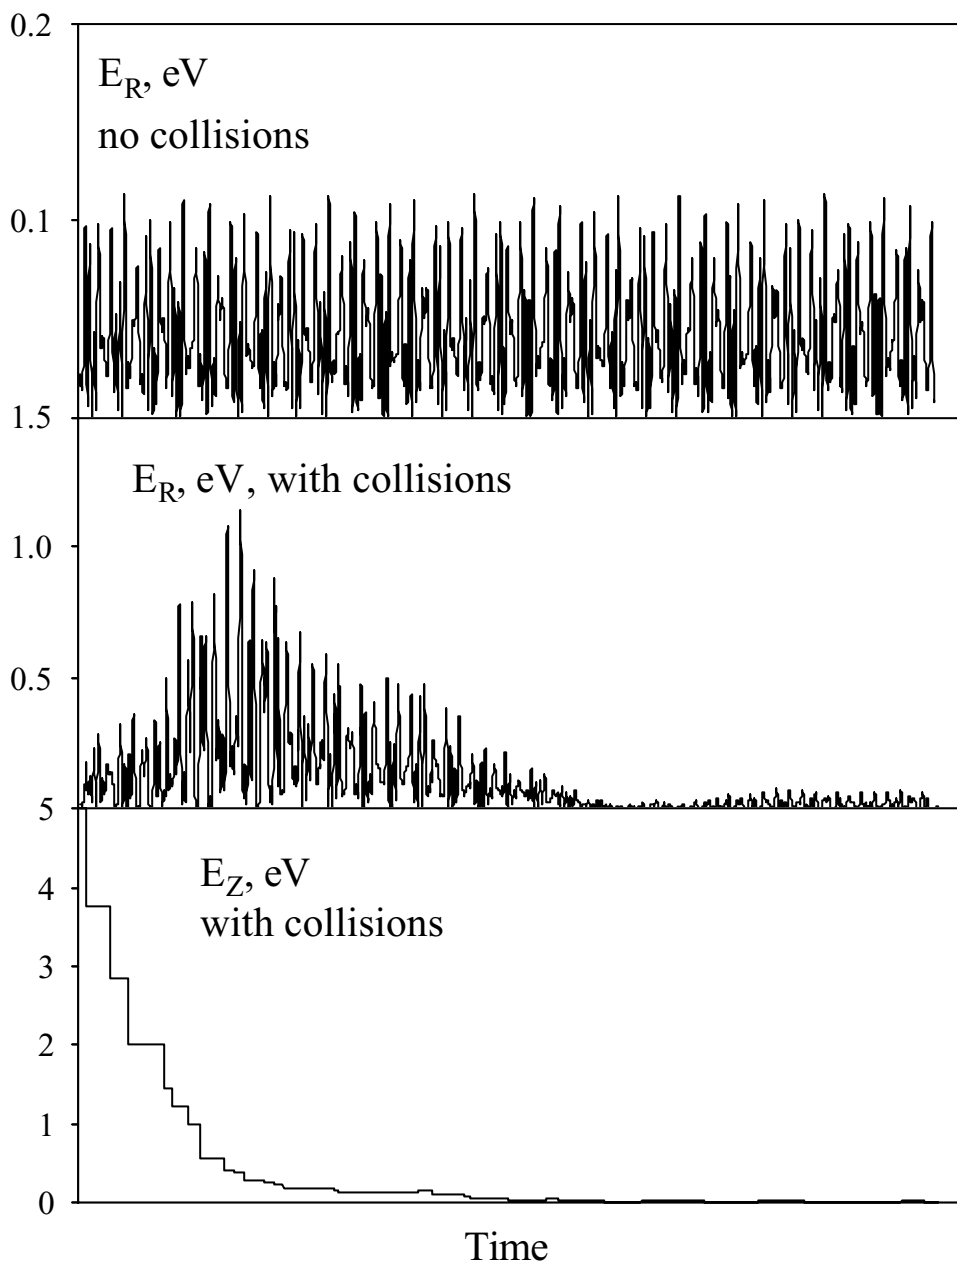 0.2
E_R, eV
no collisions
0.1
1.5
E_R, eV, with collisions
1.0
0.5
5
E_Z, eV
with collisions
4
3
2
1
0
Time